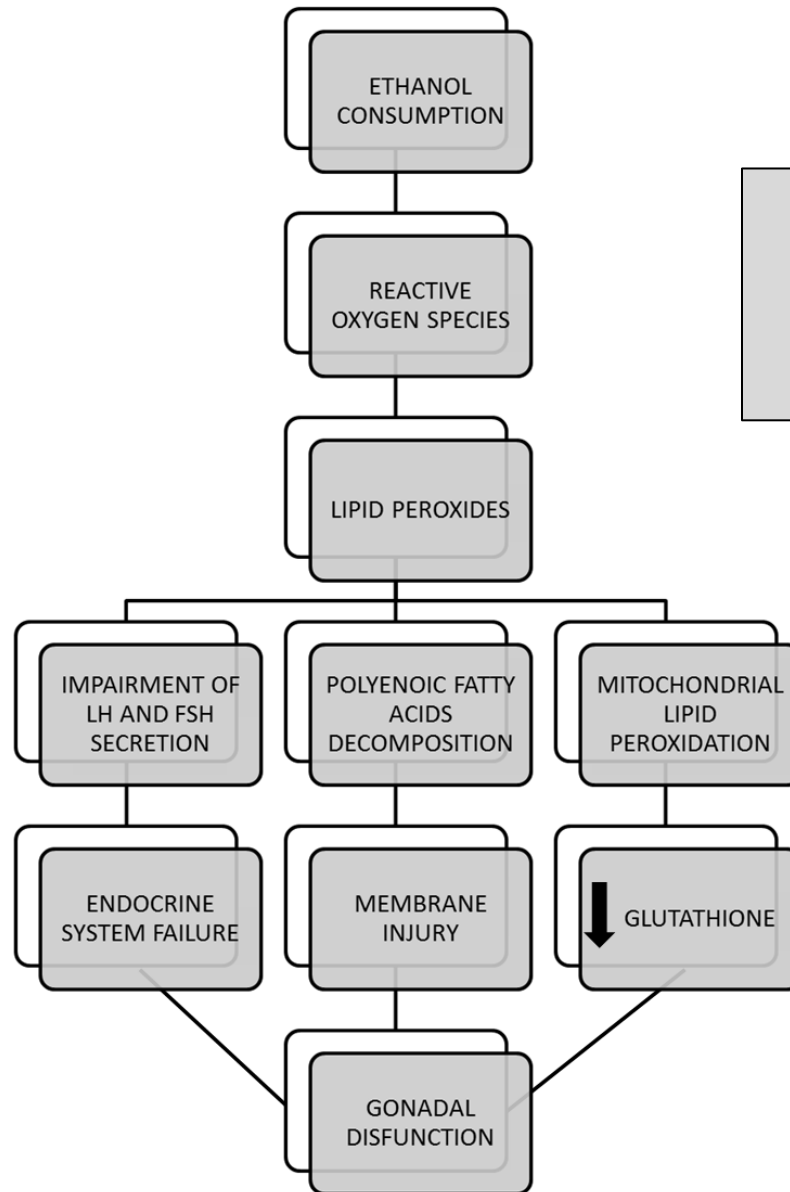 ETHANOL
CONSUMPTION
REACTIVE
OXYGEN SPECIES
LIPID PEROXIDES
IMPAIRMENT OF
LH AND FSH
SECRETION
POLYENOIC FATTY
ACIDS
DECOMPOSITION
MITOCHONDRIAL
LIPID
PEROXIDATION
ENDOCRINE
SYSTEM FAILURE
MEMBRANE
INJURY
GLUTATHIONE
GONADAL
DISFUNCTION